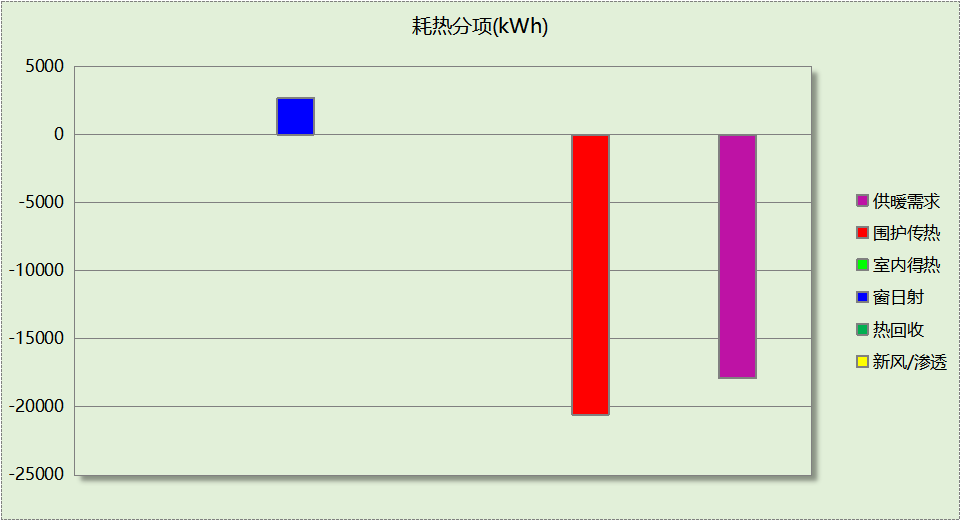 耗热分项(kWh)
5000
0
-5000
-10000
-15000
-20000
-25000
供暖需求
围护传热
室内得热
窗日射
热回收
新风/渗透